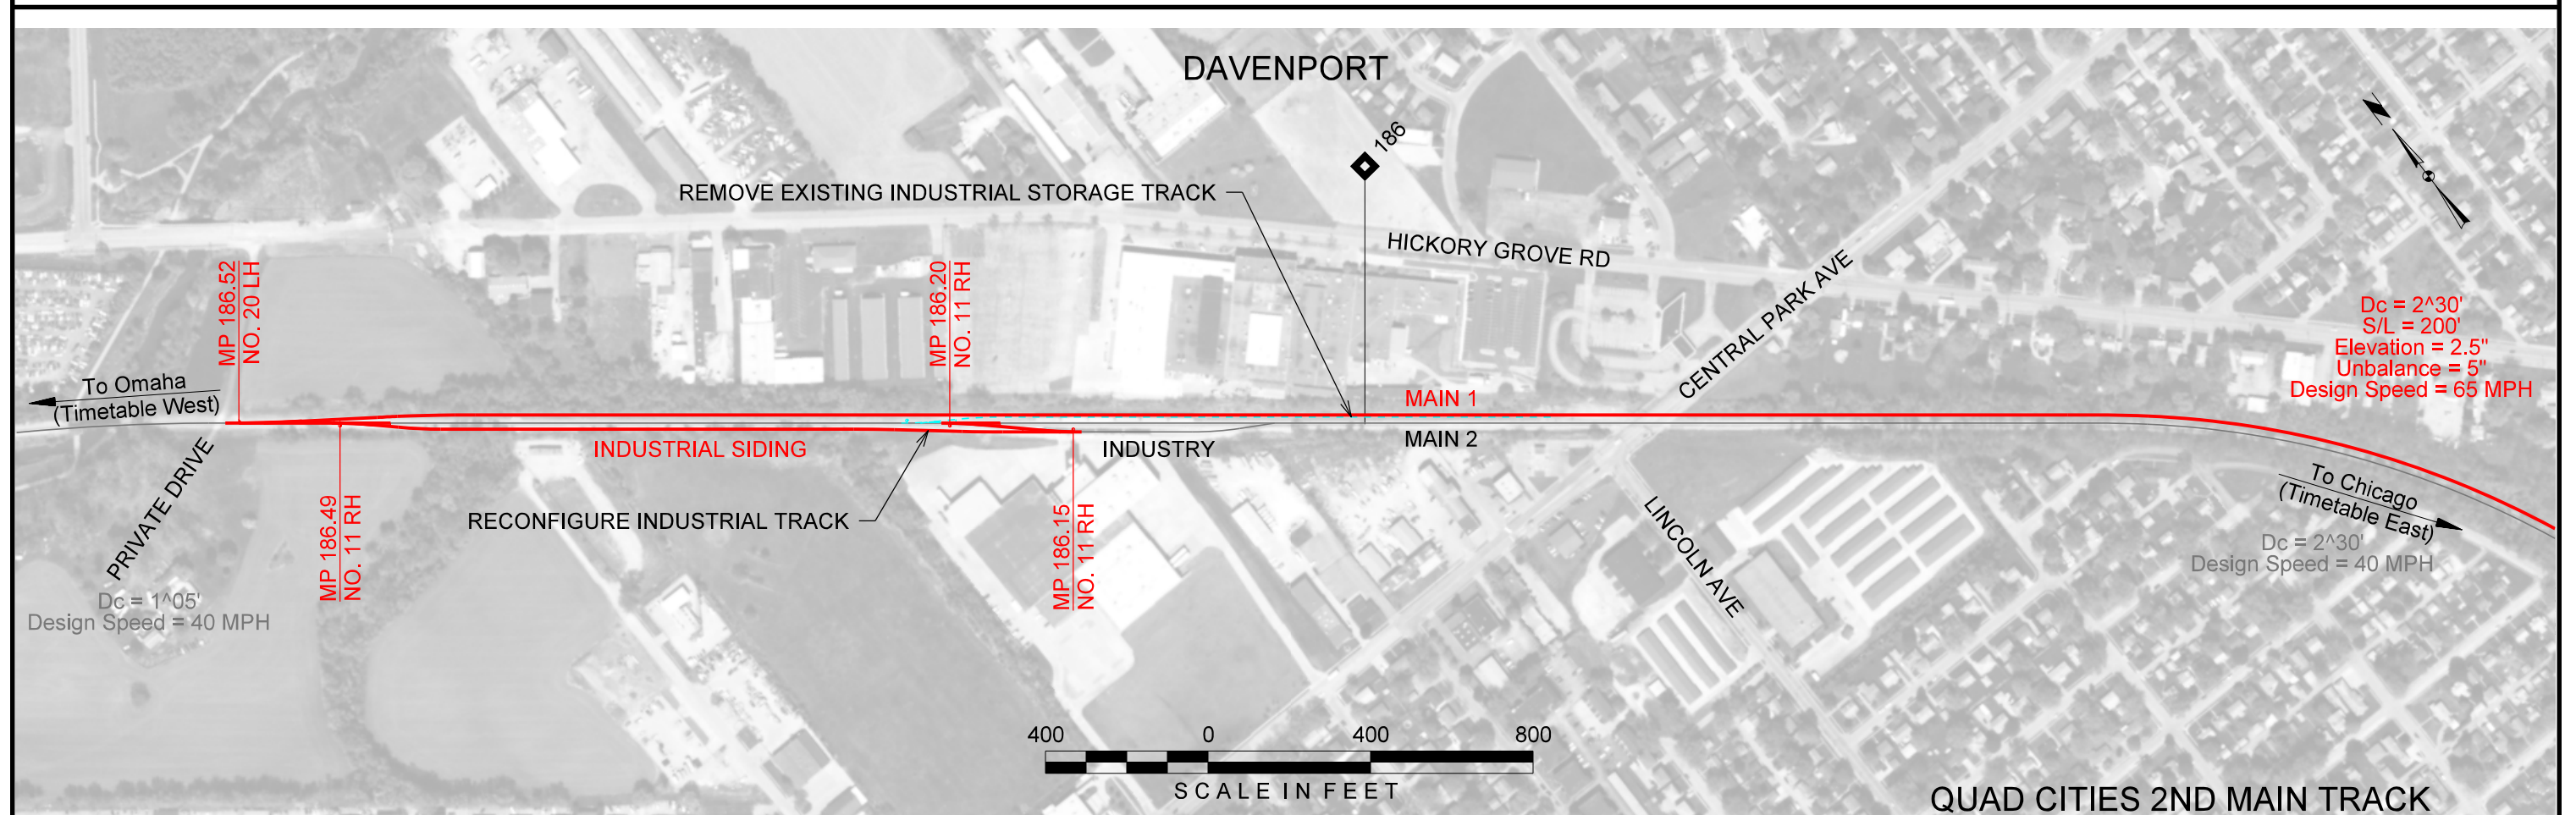 DAVENPORT
186
REMOVE EXISTING INDUSTRIAL STORAGE TRACK
HICKORY GROVE RD
CENTRAL PARK AVE
MP 186.52
NO. 20 LH
MP 186.20
NO. 11 RH
Dc = 2^30'
S/L = 200'
Elevation = 2.5"
Unbalance = 5"
Design Speed = 65 MPH
To Omaha
(Timetable West)
MAIN 1
MAIN 2
INDUSTRIAL SIDING
INDUSTRY
PRIVATE DRIVE
MP 186.49
NO. 11 RH
RECONFIGURE INDUSTRIAL TRACK
MP 186.15
NO. 11 RH
LINCOLN AVE
To Chicago
(Timetable East)
Dc = 2^30'
Design Speed = 40 MPH
Dc = 1^05'
Design Speed = 40 MPH
400 0 400 800
SCALE IN FEET
QUAD CITIES 2ND MAIN TRACK